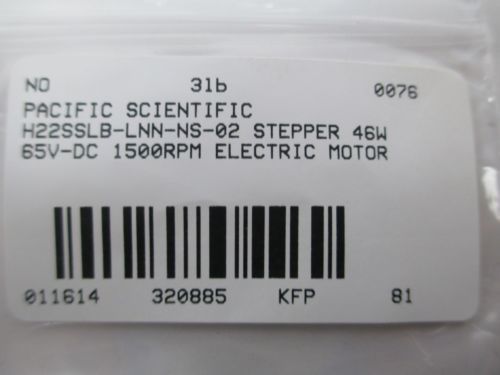 NO 31b 0076
PACIFIC SCIENTIFIC
H22SSLB-LNN-NS-02 STEPPER 46W
65V-DC 1500RPM ELECTRIC MOTOR
011614 320885 KFP 81